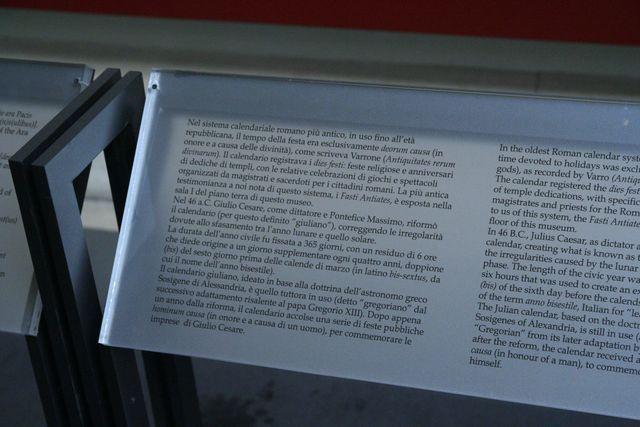 e ara Pacis
(n)is(ulibus)].
of the Ara
Nel sistema calendariale romano più antico, in uso fino all'età
repubblicana, il tempo della festa era esclusivamente deorum causa (in
onore e a causa delle divinità), come scriveva Varrone (Antiquitates rerum
divinarum). Il calendario registrava i dies festi: feste religiose e anniversari
di dediche di templi, con le relative celebrazioni di giochi e spettacoli
organizzati da magistrati e sacerdoti per i cittadini romani. La più antica
testimonianza a noi nota di questo sistema, i Fasti Antiates, è esposta nella
sala I del piano terra di questo museo.
Nel 46 a.C. Giulio Cesare, come dittatore e Pontefice Massimo, riformò
il calendario (per questo definito "giuliano"), correggendo le irregolarità
dovute allo sfasamento tra l'anno lunare e quello solare.
La durata dell'anno civile fu fissata a 365 giorni, con un residuo di 6 ore
che diede origine a un giorno supplementare ogni quattro anni, doppione
(bis) del sesto giorno prima delle calende di marzo (in latino bis-sextus, da
cui il nome dell'anno bisestile).
Il calendario giuliano, ideato in base alla dottrina dell'astronomo greco
Sosigene di Alessandria, è quello tuttora in uso (detto "gregoriano" dal
successivo adattamento risalente al papa Gregorio XIII). Dopo appena
un anno dalla riforma, il calendario accolse una serie di feste pubbliche
hominum causa (in onore e a causa di un uomo), per commemorare le
imprese di Giulio Cesare.
In the oldest Roman calendar syst
time devoted to holidays was excl
gods), as recorded by Varro (Antiq
The calendar registered the dies fest
of temple dedications, with specifi
magistrates and priests for the Rom
to us of this system, the Fasti Antiate
floor of this museum.
In 46 B.C., Julius Caesar, as dictator a
calendar, creating what is known as t
the irregularities caused by the lunar
phase. The length of the civic year wa
six hours that was used to create an ex
(bis) of the sixth day before the calend
of the term anno bisestile, Italian for "le
The Julian calendar, based on the doct
Sosigenes of Alexandria, is still in use (
"Gregorian" from its later adaptation b
after the reform, the calendar received a
causa (in honour of a man), to commem
himself.